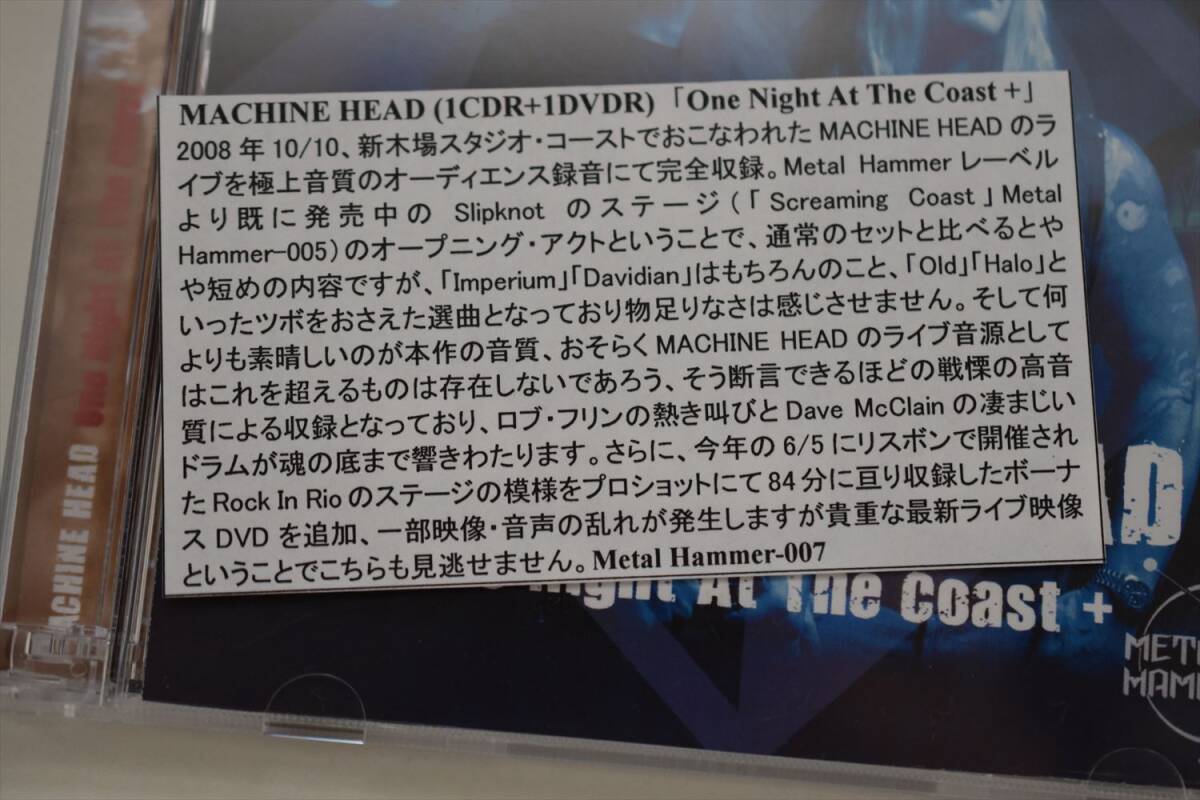 MACHINE HEAD (1CDR+1DVDR) 「One Night At The Coast +」
2008 年 10/10、新木場スタジオ・コーストでおこなわれた MACHINE HEAD のラ
イブを極上音質のオーディエンス録音にて完全収録。Metal Hammer レーベル
より既に発売中の Slipknot のステージ(「Screaming Coast」Metal
Hammer-005)のオープニング・アクトということで、通常のセットと比べるとや
や短めの内容ですが、「Imperium」「Davidian」はもちろんのこと、「Old」「Halo」と
いったツボをおさえた選曲となっており物足りなさは感じさせません。そして何
よりも素晴しいのが本作の音質、おそらく MACHINE HEAD のライブ音源として
はこれを超えるものは存在しないであろう、そう断言できるほどの戦慄の高音
質による収録となっており、ロブ・フリンの熱き叫びと Dave McClain の凄まじい
ドラムが魂の底まで響きわたります。さらに、今年の 6/5 にリスボンで開催され
た Rock In Rio のステージの模様をプロショットにて 84 分に亘り収録したボーナ
ス DVD を追加、一部映像・音声の乱れが発生しますが貴重な最新ライブ映像
ということでこちらも見逃せません。Metal Hammer-007
Night At The Coast +
MACHINE HEAD One Night At The Coast